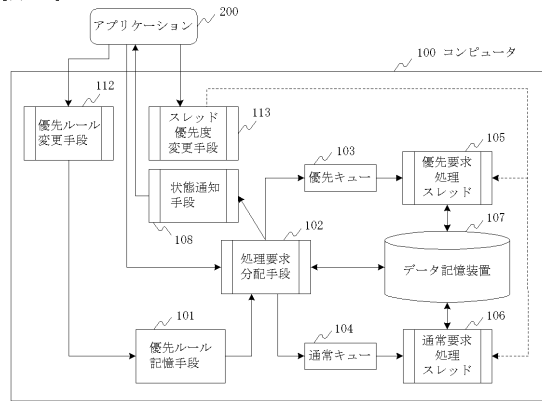 アプリケーション
200
100 コンピュータ
112
優先ルール
変更手段
スレッド
優先度
変更手段
113
103
優先キュー
105
優先要求
処理
スレッド
状態通知
手段
108
102
処理要求
分配手段
107
データ記憶装置
101
優先ルール
記憶手段
104
通常キュー
106
通常要求
処理
スレッド